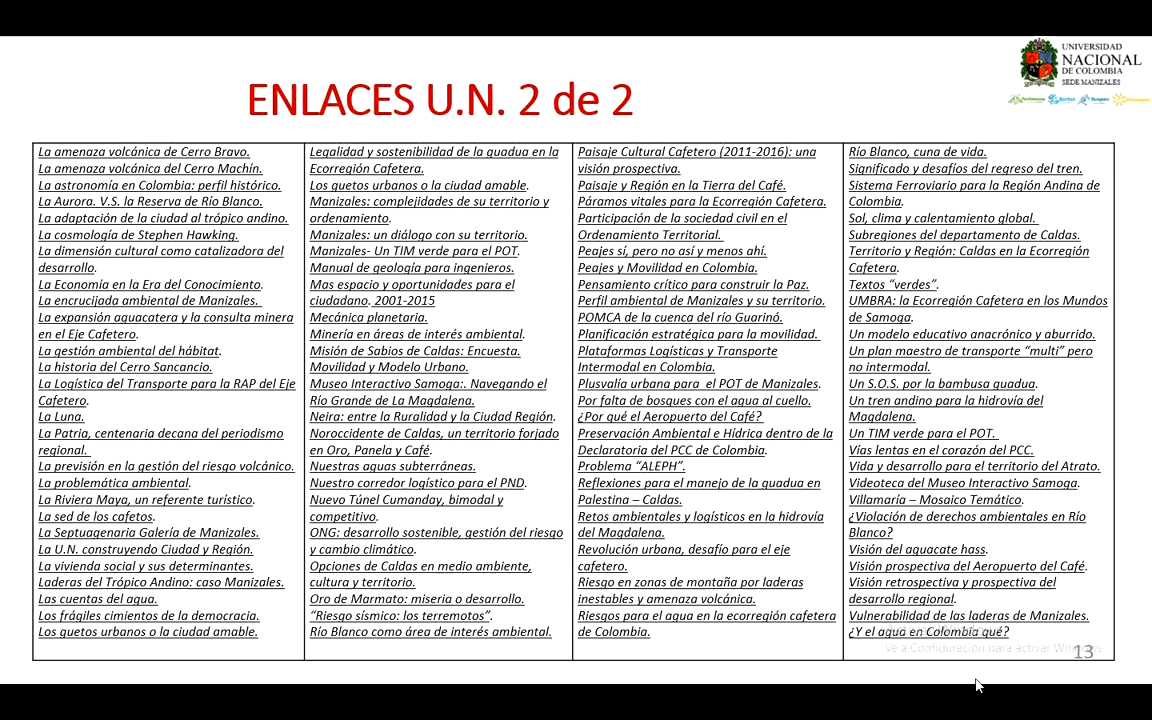 UNIVERSIDAD
NACIONAL
DE COLOMBIA
SEDE MANIZALES
ENLACES U.N. 2 de 2
La amenaza volcánica de Cerro Bravo.
La amenaza volcánica del Cerro Machín.
La astronomía en Colombia: perfil histórico.
La Aurora. V.S. la Reserva de Río Blanco.
La adaptación de la ciudad al trópico andino.
La cosmología de Stephen Hawking.
La dimensión cultural como catalizadora del
desarrollo.
La Economía en la Era del Conocimiento.
La encrucijada ambiental de Manizales.
La expansión aguacatera y la consulta minera
en el Eje Cafetero.
La gestión ambiental del hábitat.
La historia del Cerro Sancancio.
La Logística del Transporte para la RAP del Eje
Cafetero.
La Luna.
La Patria, centenaria decana del periodismo
regional.
La previsión en la gestión del riesgo volcánico.
La problemática ambiental.
La Riviera Maya, un referente turístico.
La sed de los cafetos.
La Septuagenaria Galería de Manizales.
La U.N. construyendo Ciudad y Región.
La vivienda social y sus determinantes.
Laderas del Trópico Andino: caso Manizales.
Las cuentas del agua.
Los frágiles cimientos de la democracia.
Los guetos urbanos o la ciudad amable.
Legalidad y sostenibilidad de la guadua en la
Ecorregión Cafetera.
Los guetos urbanos o la ciudad amable.
Manizales: complejidades de su territorio y
ordenamiento.
Manizales: un diálogo con su territorio.
Manizales- Un TIM verde para el POT.
Manual de geología para ingenieros.
Mas espacio y oportunidades para el
ciudadano. 2001-2015
Mecánica planetaria.
Minería en áreas de interés ambiental.
Misión de Sabios de Caldas: Encuesta.
Movilidad y Modelo Urbano.
Museo Interactivo Samoga:. Navegando el
Río Grande de La Magdalena.
Neira: entre la Ruralidad y la Ciudad Región.
Noroccidente de Caldas, un territorio forjado
en Oro, Panela y Café.
Nuestras aguas subterráneas.
Nuestro corredor logístico para el PND.
Nuevo Túnel Cumanday, bimodal y
competitivo.
ONG: desarrollo sostenible, gestión del riesgo
y cambio climático.
Opciones de Caldas en medio ambiente,
cultura y territorio.
Oro de Marmato: miseria o desarrollo.
“Riesgo sísmico: los terremotos”.
Río Blanco como área de interés ambiental.
Paisaje Cultural Cafetero (2011-2016): una
visión prospectiva.
Paisaje y Región en la Tierra del Café.
Páramos vitales para la Ecorregión Cafetera.
Participación de la sociedad civil en el
Ordenamiento Territorial.
Peajes sí, pero no así y menos ahí.
Peajes y Movilidad en Colombia.
Pensamiento crítico para construir la Paz.
Perfil ambiental de Manizales y su territorio.
POMCA de la cuenca del río Guarinó.
Planificación estratégica para la movilidad.
Plataformas Logísticas y Transporte
Intermodal en Colombia.
Plusvalía urbana para el POT de Manizales.
Por falta de bosques con el agua al cuello.
¿Por qué el Aeropuerto del Café?
Preservación Ambiental e Hídrica dentro de la
Declaratoria del PCC de Colombia.
Problema “ALEPH”.
Reflexiones para el manejo de la guadua en
Palestina – Caldas.
Retos ambientales y logísticos en la hidrovía
del Magdalena.
Revolución urbana, desafío para el eje
cafetero.
Riesgo en zonas de montaña por laderas
inestables y amenaza volcánica.
Riesgos para el agua en la ecorregión cafetera
de Colombia.
Río Blanco, cuna de vida.
Significado y desafíos del regreso del tren.
Sistema Ferroviario para la Región Andina de
Colombia.
Sol, clima y calentamiento global.
Subregiones del departamento de Caldas.
Territorio y Región: Caldas en la Ecorregión
Cafetera.
Textos “verdes”.
UMBRA: la Ecorregión Cafetera en los Mundos
de Samoga.
Un modelo educativo anacrónico y aburrido.
Un plan maestro de transporte “multi” pero
no intermodal.
Un S.O.S. por la bambusa guadua.
Un tren andino para la hidrovía del
Magdalena.
Un TIM verde para el POT.
Vías lentas en el corazón del PCC.
Vida y desarrollo para el territorio del Atrato.
Videoteca del Museo Interactivo Samoga.
Villamaría – Mosaico Temático.
¿Violación de derechos ambientales en Río
Blanco?
Visión del aguacate hass.
Visión prospectiva del Aeropuerto del Café.
Visión retrospectiva y prospectiva del
desarrollo regional.
Vulnerabilidad de las laderas de Manizales.
¿Y el agua en Colombia qué?
Ve a Configuración para activar Windows.
13